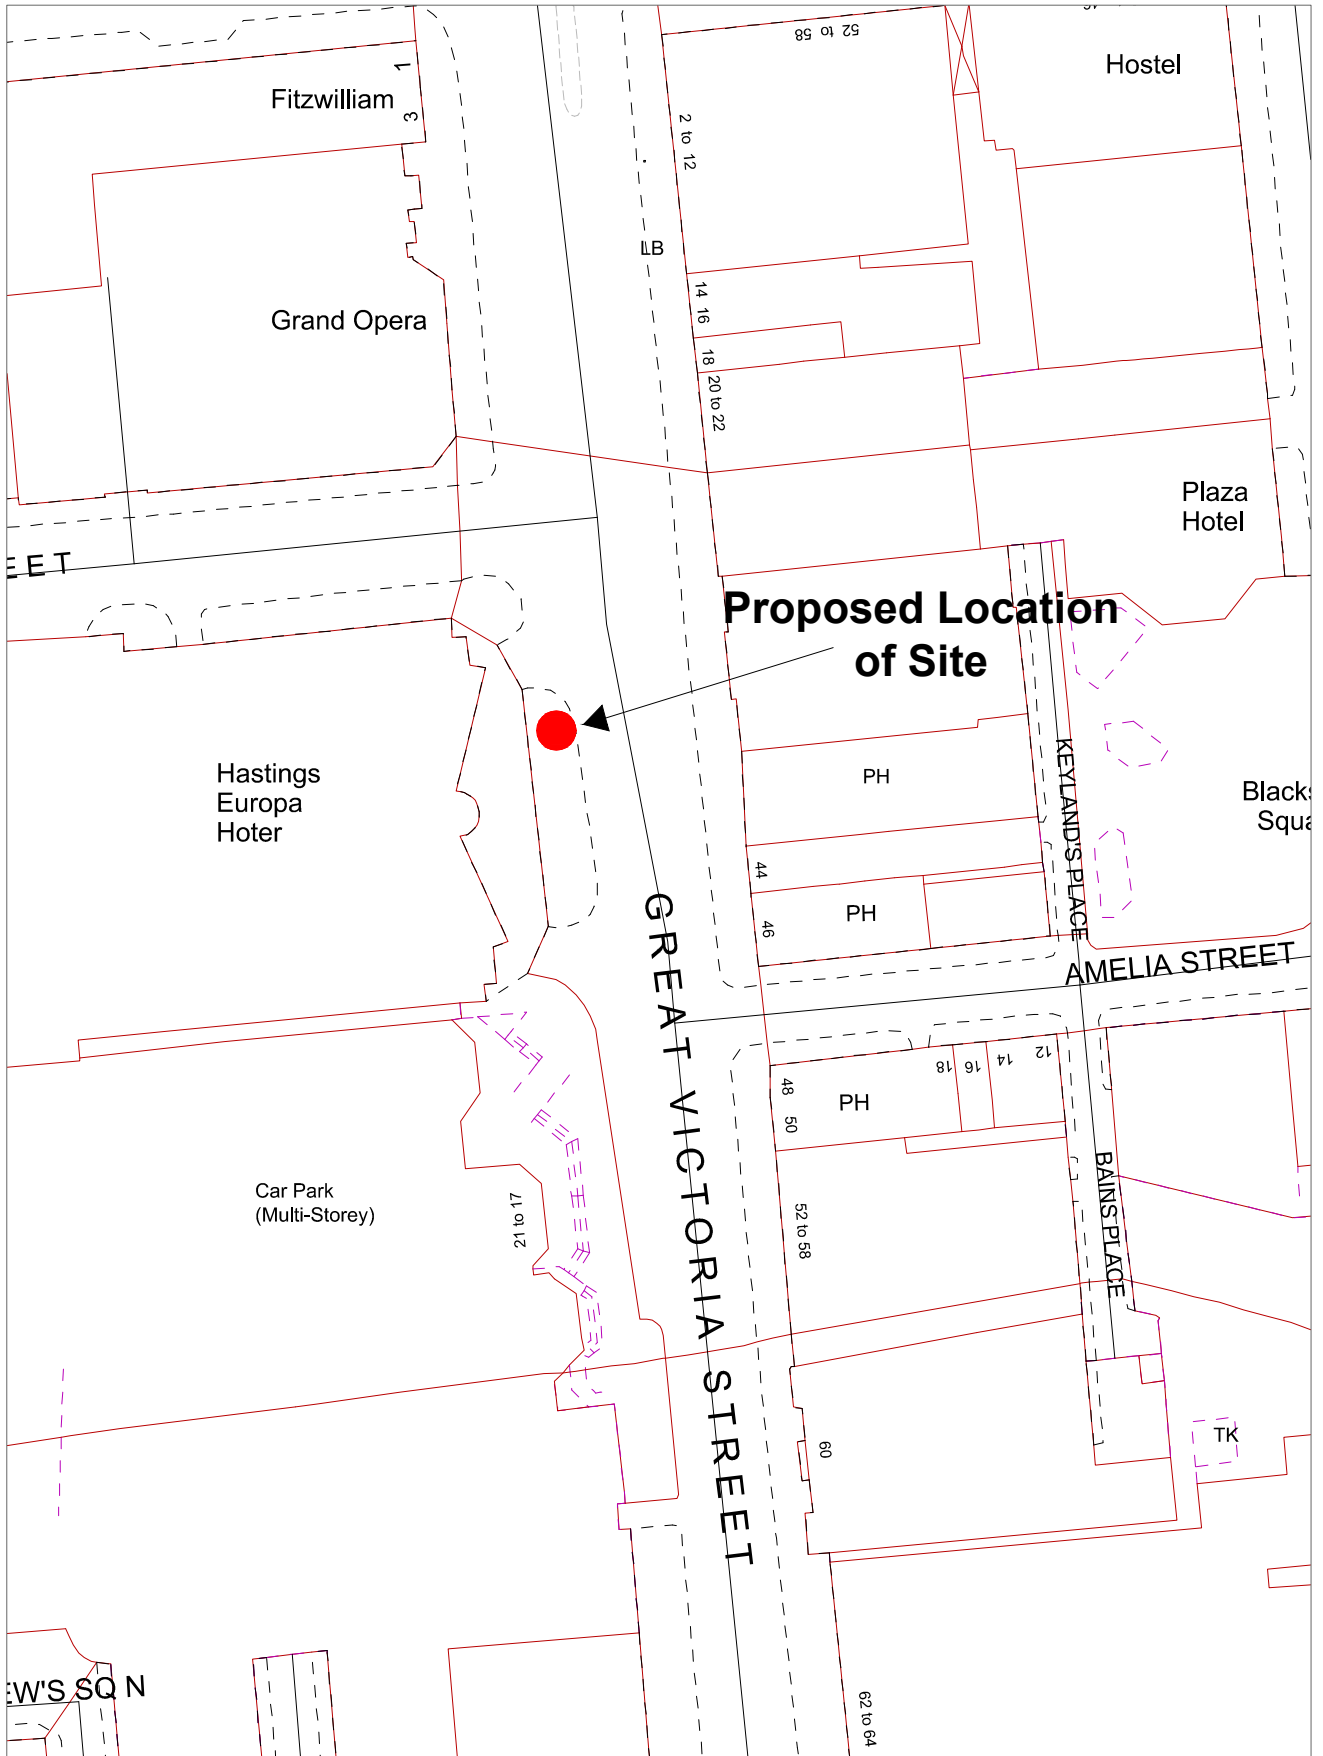 52 to 58
Hostel
Fitzwilliam
1
3
2 to 12
LB
14 16
Grand Opera
18
20 to 22
Plaza
Hotel
EET
Proposed Location
of Site
Hastings
Europa
Hoter
PH
KEYLAND'S PLACE
Blacks
Squa
44
PH
46
GREAT VICTORIA STREET
AMELIA STREET
48
50
PH
18
16
14
12
BAINS PLACE
Car Park
(Multi-Storey)
21 to 17
52 to 58
60
TK
EW'S SQ N
62 to 64